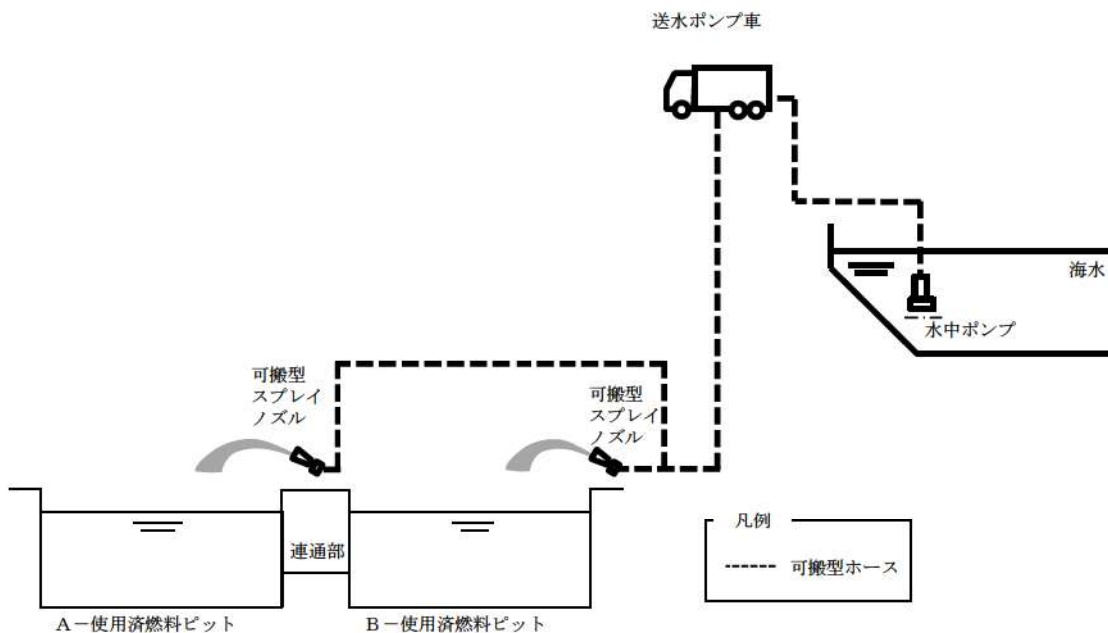 送水ポンプ車
海水
水中ポンプ
可搬型
スプレイ
ノズル
可搬型
スプレイ
ノズル
連通部
凡例
可搬型ホース
A－使用済燃料ピット
B－使用済燃料ピット